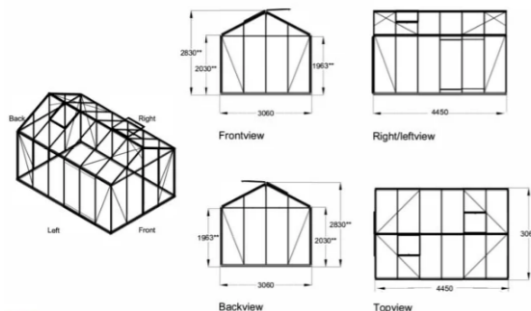 2830**
2030**
1963**
3060
Frontview
4450
Right/leftview
Back
Right
Left
Front
1963**
2030**
2830**
3060
Backview
306
4450
Topview